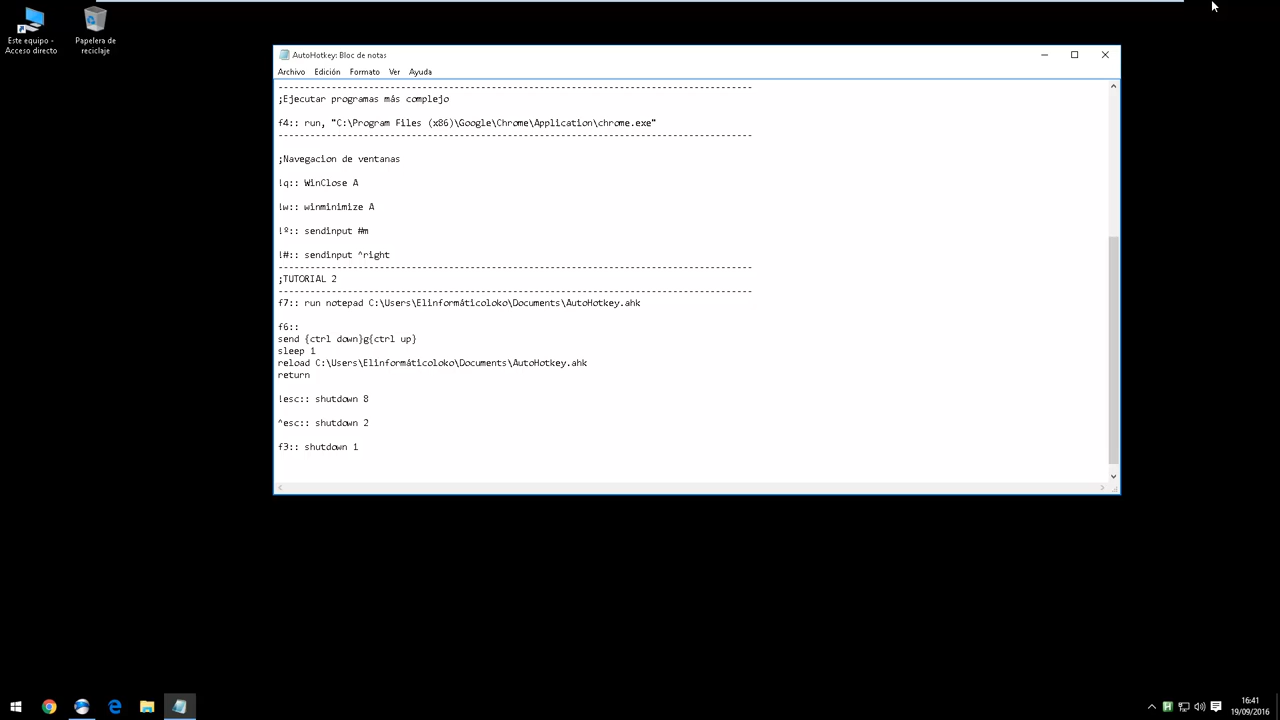 Este equipo -
Acceso directo
Papelera de
reciclaje
AutoHotkey: Bloc de notas
Archivo Edición Formato Ver Ayuda
-----------------------------------------------------------------------------------------
;Ejecutar programas más complejo
f4:: run, "C:\Program Files (x86)\Google\Chrome\Application\chrome.exe"
-----------------------------------------------------------------------------------------
;Navegacion de ventanas
!q:: WinClose A
!w:: winminimize A
!º:: sendinput #m
!#:: sendinput ^right
-----------------------------------------------------------------------------------------
;TUTORIAL 2
-----------------------------------------------------------------------------------------
f7:: run notepad C:\Users\Elinformáticoloko\Documents\AutoHotkey.ahk
f6::
send {ctrl down}g{ctrl up}
sleep 1
reload C:\Users\Elinformáticoloko\Documents\AutoHotkey.ahk
return
!esc:: shutdown 8
^esc:: shutdown 2
f3:: shutdown 1
16:41
19/09/2016